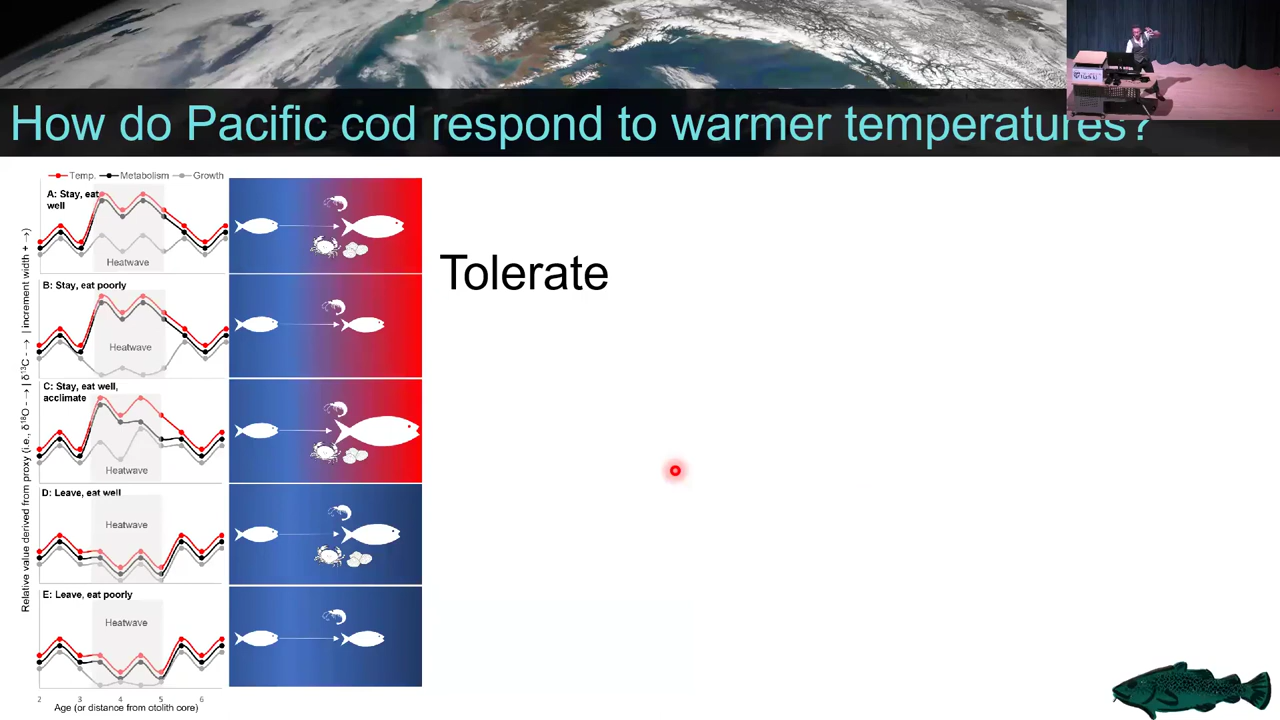 How do Pacific cod respond to warmer temperatures?
Temp. Metabolism Growth
A: Stay, eat
well
Heatwave
B: Stay, eat poorly
Heatwave
C: Stay, eat well,
acclimate
Heatwave
D: Leave, eat well
Heatwave
E: Leave, eat poorly
Heatwave
2 3 4 5 6
Age (or distance from otolith core)
Relative value derived from proxy (i.e., δ¹⁸O - → | δ¹³C - → | increment width + →)
Tolerate